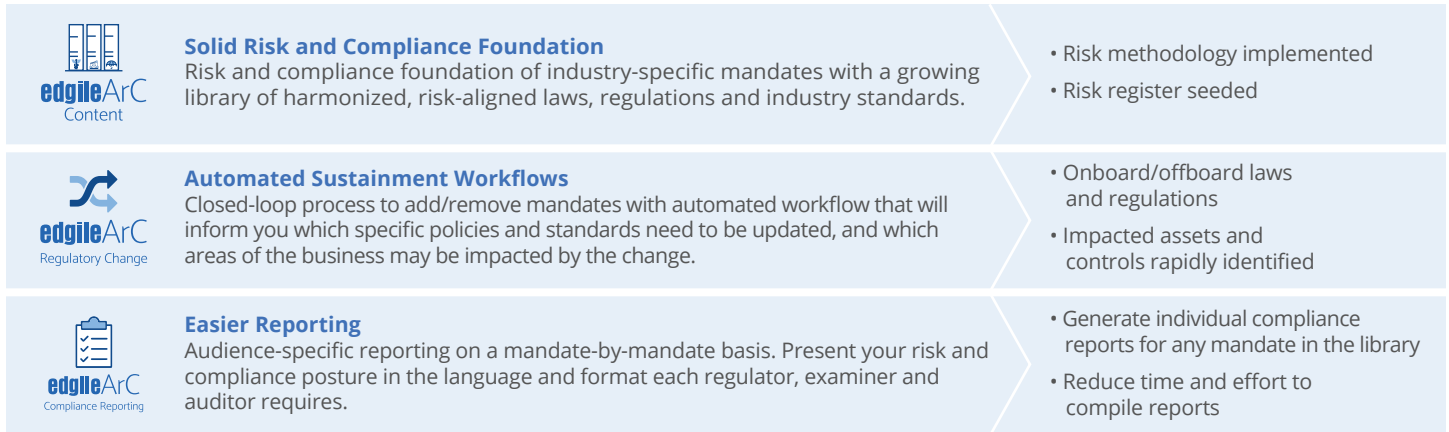 edgileArC
Content
Solid Risk and Compliance Foundation
Risk and compliance foundation of industry-specific mandates with a growing
library of harmonized, risk-aligned laws, regulations and industry standards.
• Risk methodology implemented
• Risk register seeded
edgileArC
Regulatory Change
Automated Sustainment Workflows
Closed-loop process to add/remove mandates with automated workflow that will
inform you which specific policies and standards need to be updated, and which
areas of the business may be impacted by the change.
• Onboard/offboard laws
and regulations
• Impacted assets and
controls rapidly identified
edgileArC
Compliance Reporting
Easier Reporting
Audience-specific reporting on a mandate-by-mandate basis. Present your risk and
compliance posture in the language and format each regulator, examiner and
auditor requires.
• Generate individual compliance
reports for any mandate in the library
• Reduce time and effort to
compile reports